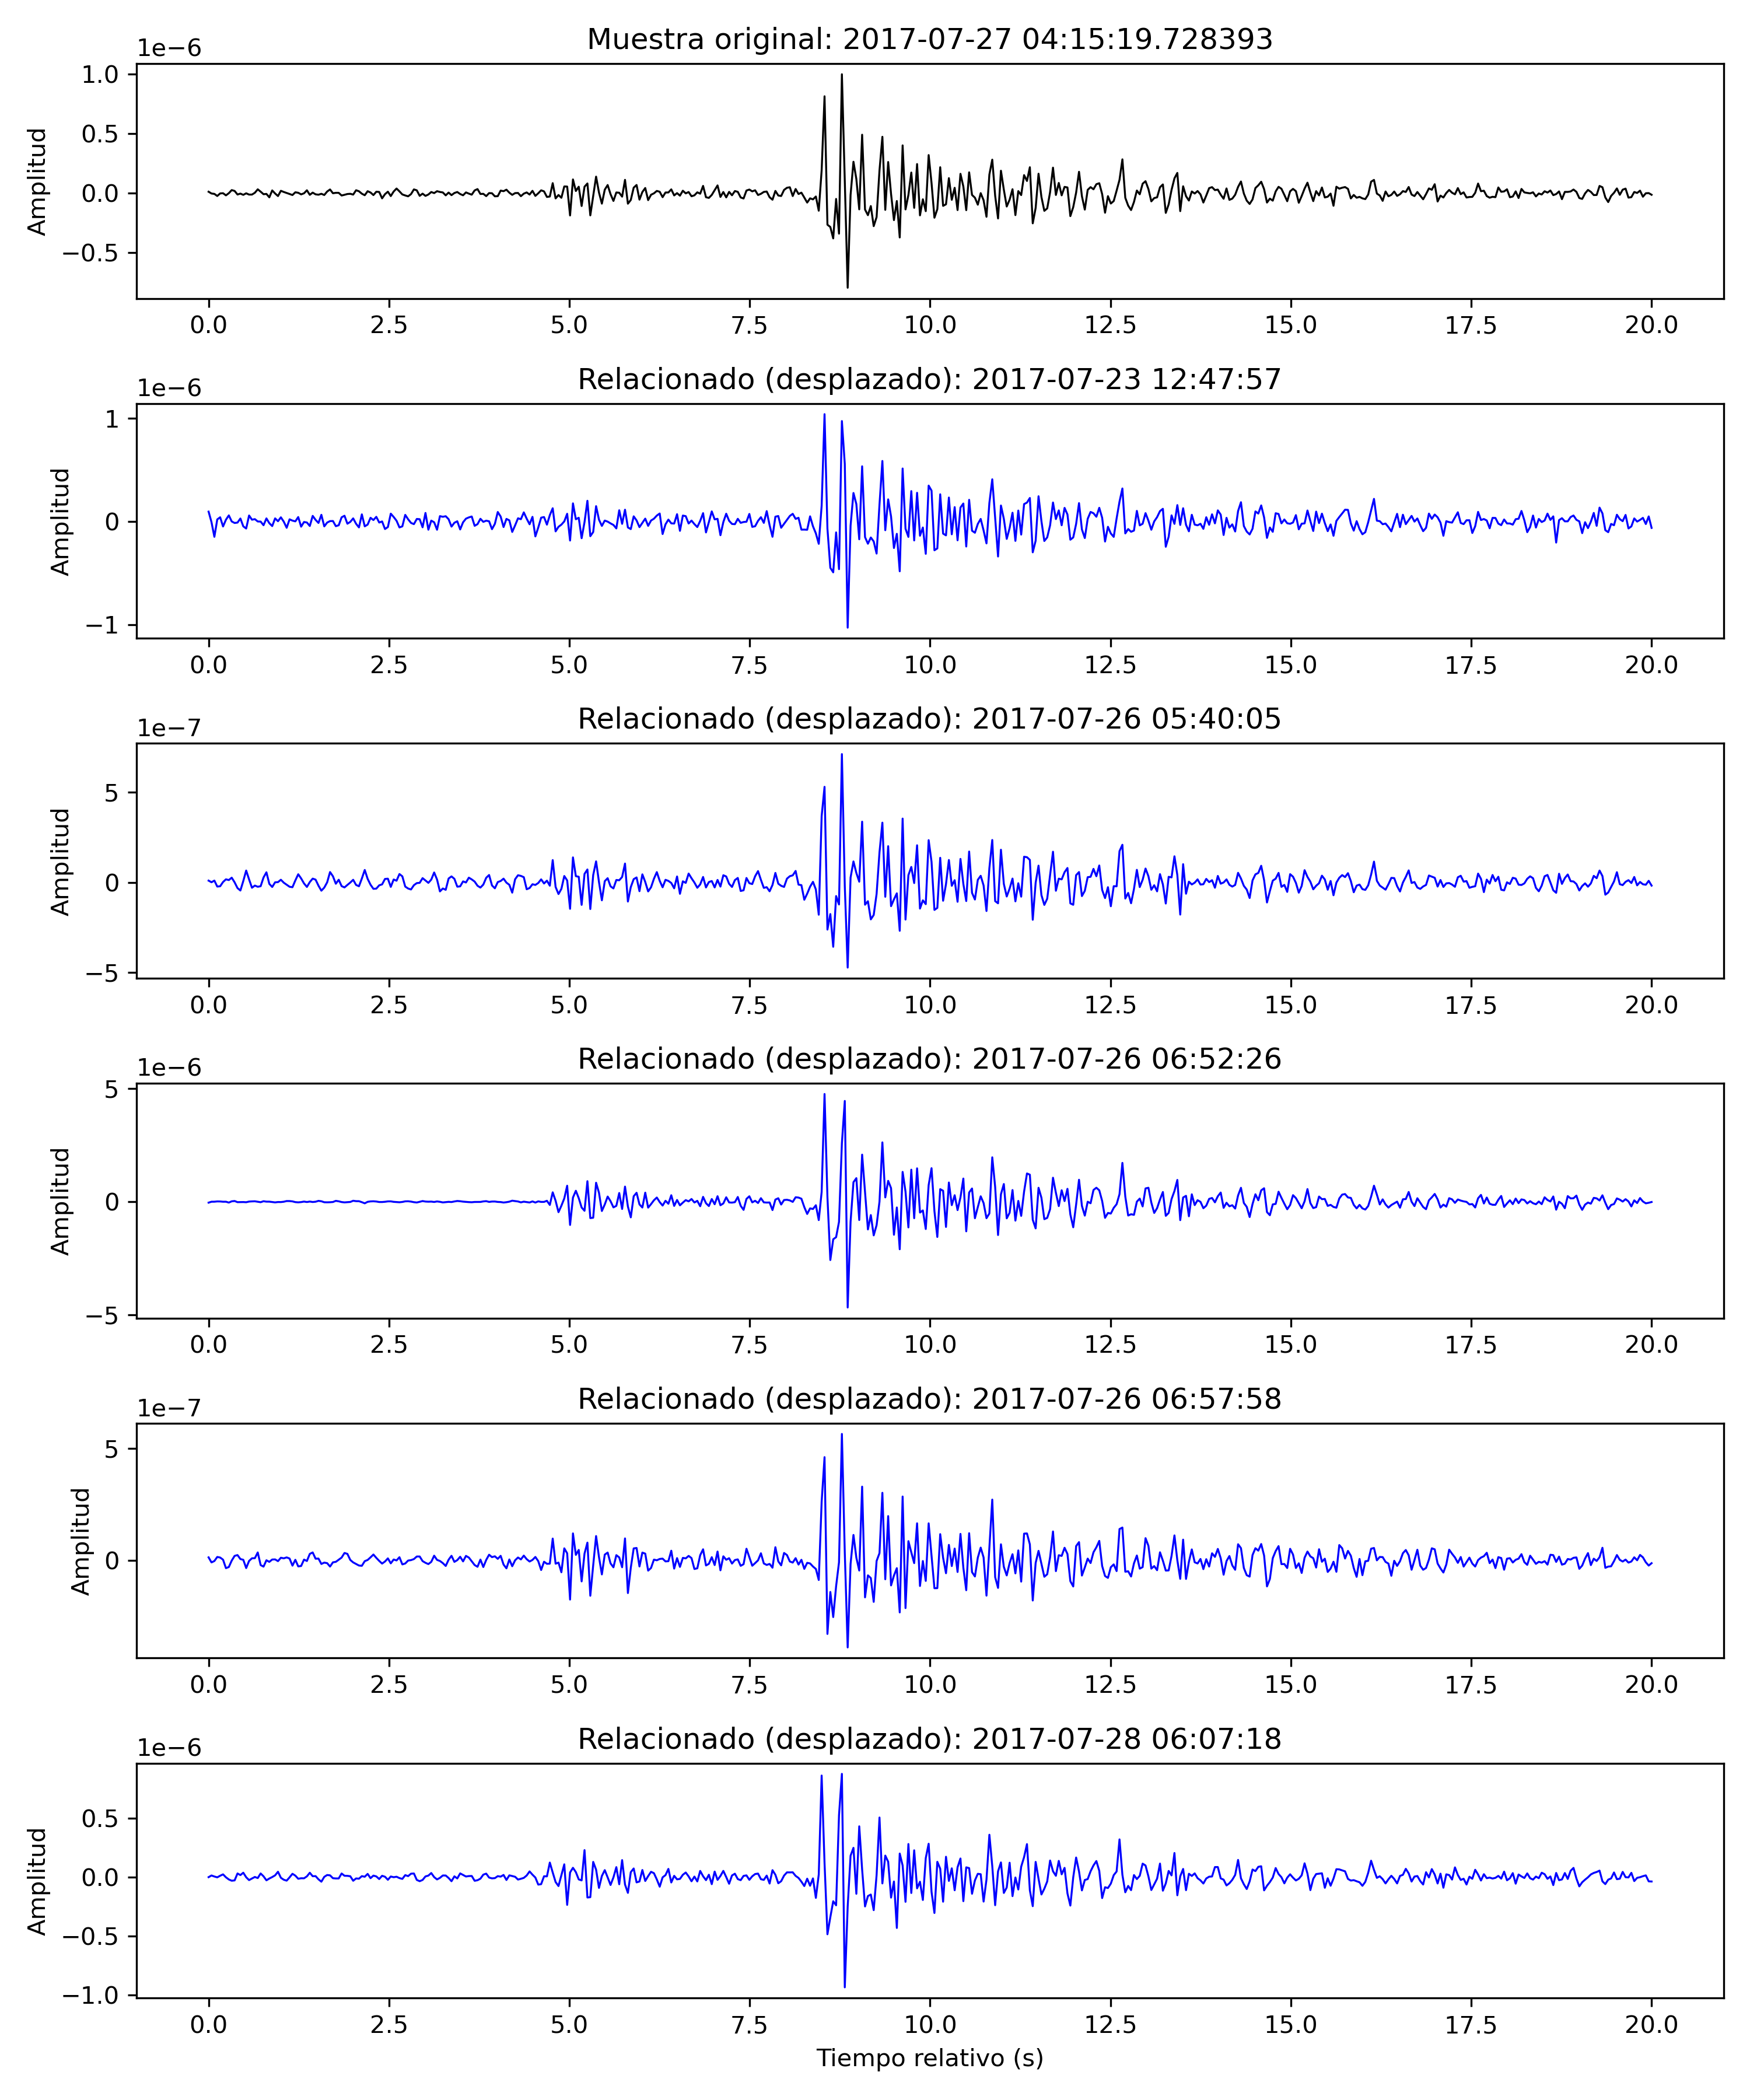 Muestra original: 2017-07-27 04:15:19.728393
1e−6
Amplitud
1.0
0.5
0.0
−0.5
0.0 2.5 5.0 7.5 10.0 12.5 15.0 17.5 20.0
Relacionado (desplazado): 2017-07-23 12:47:57
1e−6
Amplitud
1
0
−1
0.0 2.5 5.0 7.5 10.0 12.5 15.0 17.5 20.0
Relacionado (desplazado): 2017-07-26 05:40:05
1e−7
Amplitud
5
0
−5
0.0 2.5 5.0 7.5 10.0 12.5 15.0 17.5 20.0
Relacionado (desplazado): 2017-07-26 06:52:26
1e−6
Amplitud
5
0
−5
0.0 2.5 5.0 7.5 10.0 12.5 15.0 17.5 20.0
Relacionado (desplazado): 2017-07-26 06:57:58
1e−7
Amplitud
5
0
0.0 2.5 5.0 7.5 10.0 12.5 15.0 17.5 20.0
Relacionado (desplazado): 2017-07-28 06:07:18
1e−6
Amplitud
0.5
0.0
−0.5
−1.0
0.0 2.5 5.0 7.5 10.0 12.5 15.0 17.5 20.0
Tiempo relativo (s)